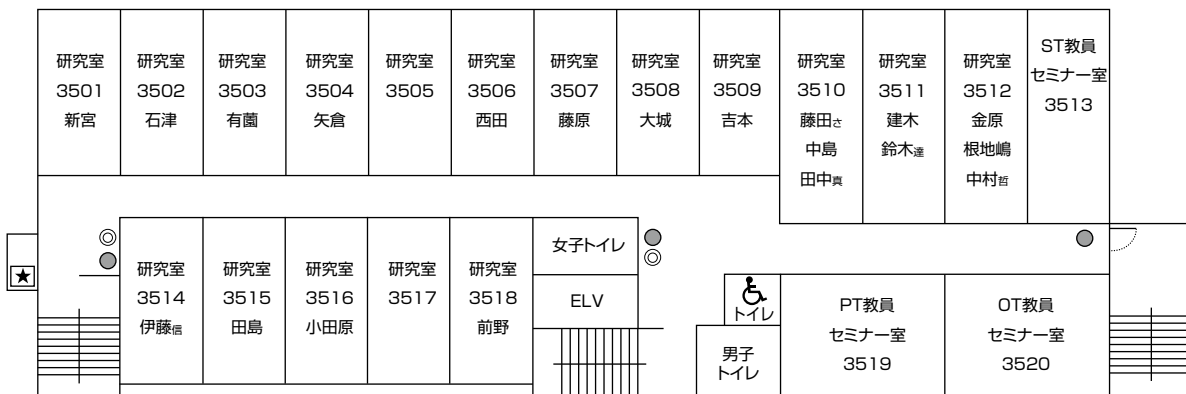 研究室
3501
新宮
研究室
3502
石津
研究室
3503
有薗
研究室
3504
矢倉
研究室
3505
研究室
3506
西田
研究室
3507
藤原
研究室
3508
大城
研究室
3509
吉本
研究室
3510
藤田さ
中島
田中真
研究室
3511
建木
鈴木達
研究室
3512
金原
根地嶋
中村哲
ST教員
セミナー室
3513
研究室
3514
伊藤信
研究室
3515
田島
研究室
3516
小田原
研究室
3517
研究室
3518
前野
女子トイレ
ELV
トイレ
男子
トイレ
PT教員
セミナー室
3519
OT教員
セミナー室
3520